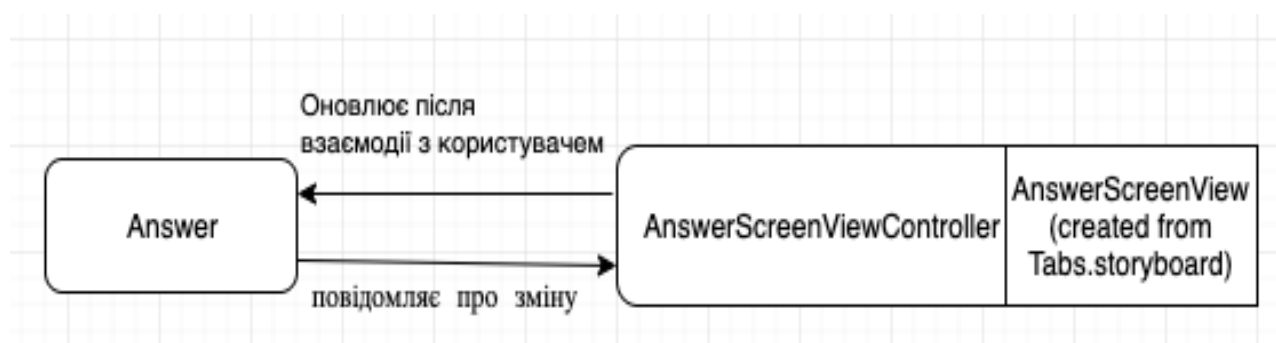 Оновлює після
взаємодії з користувачем
Answer
AnswerScreenViewController
AnswerScreenView
(created from
Tabs.storyboard)
повідомляє про зміну